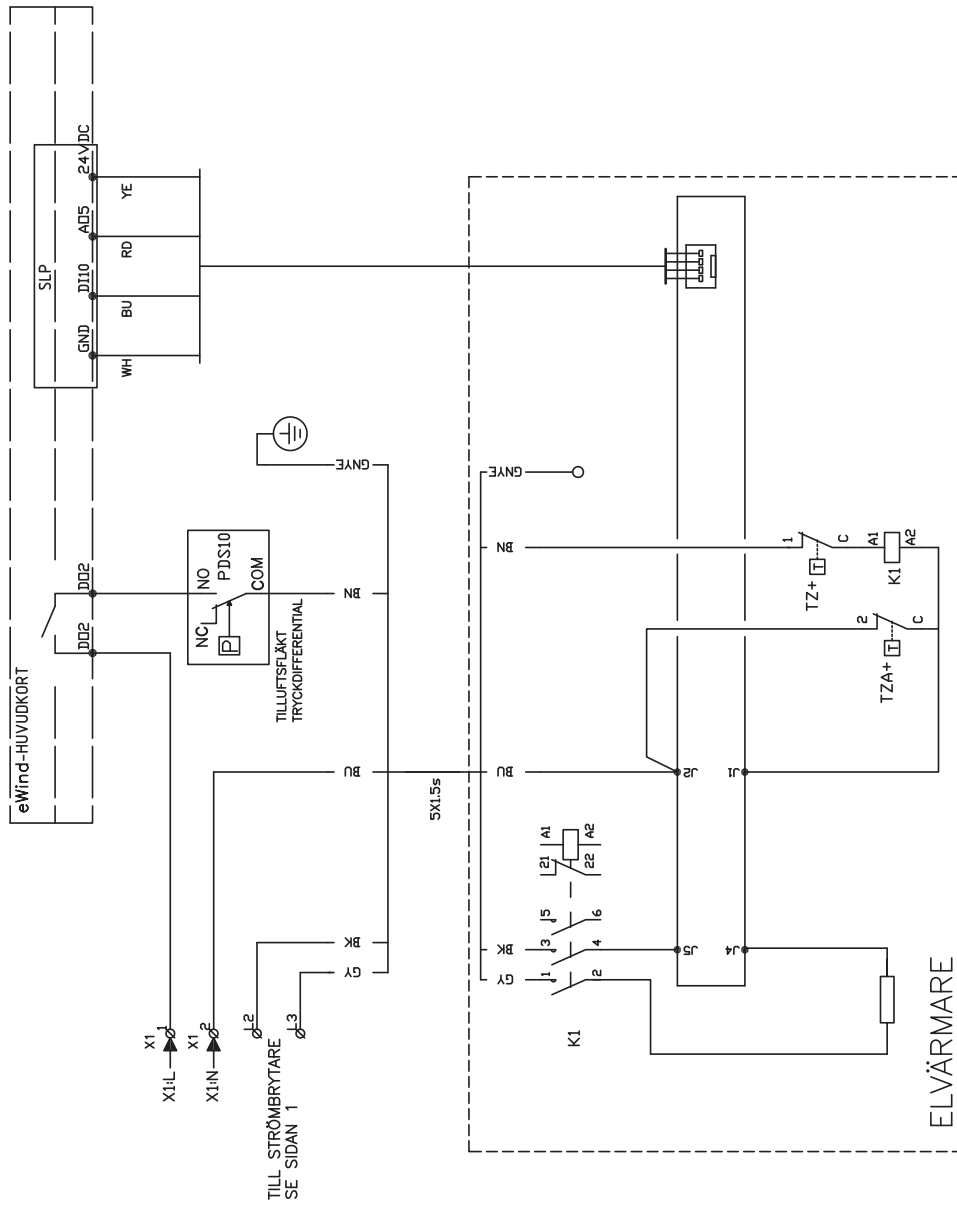 eWind-HUVUDKORT
SLP
DO2
DO2
GND
DI10
AO5
24VDC
WH
BU
RD
YE
NC
NO
PDS10
COM
P
TILLUFTSFLÄKT
TRYCKDIFFERENTIAL
X1
1
X1:L
X1
2
X1:N
L2
L3
TILL STRÖMBRYTARE
SE SIDAN 1
GY
BK
BU
BN
GNYE
5X1.5s
GY
BK
BU
BN
GNYE
1
3
5
21
A1
2
4
6
22
A2
K1
J5
J2
J4
J1
1
TZ+
T
C
A1
K1
A2
2
TZA+
T
C
ELVÄRMARE